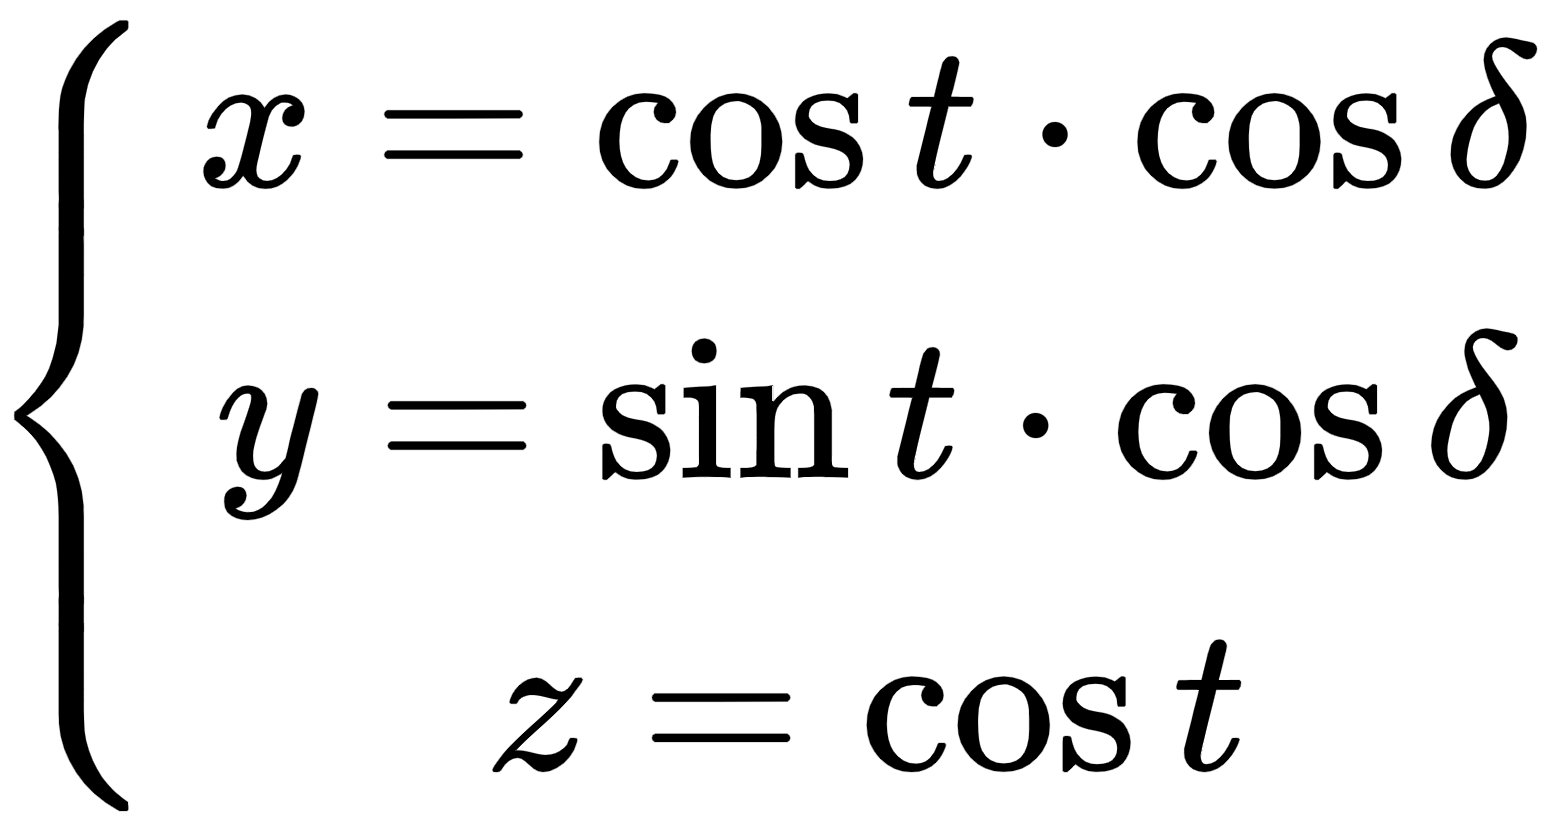 x = cos t · cos δ
y = sin t · cos δ
z = cos t